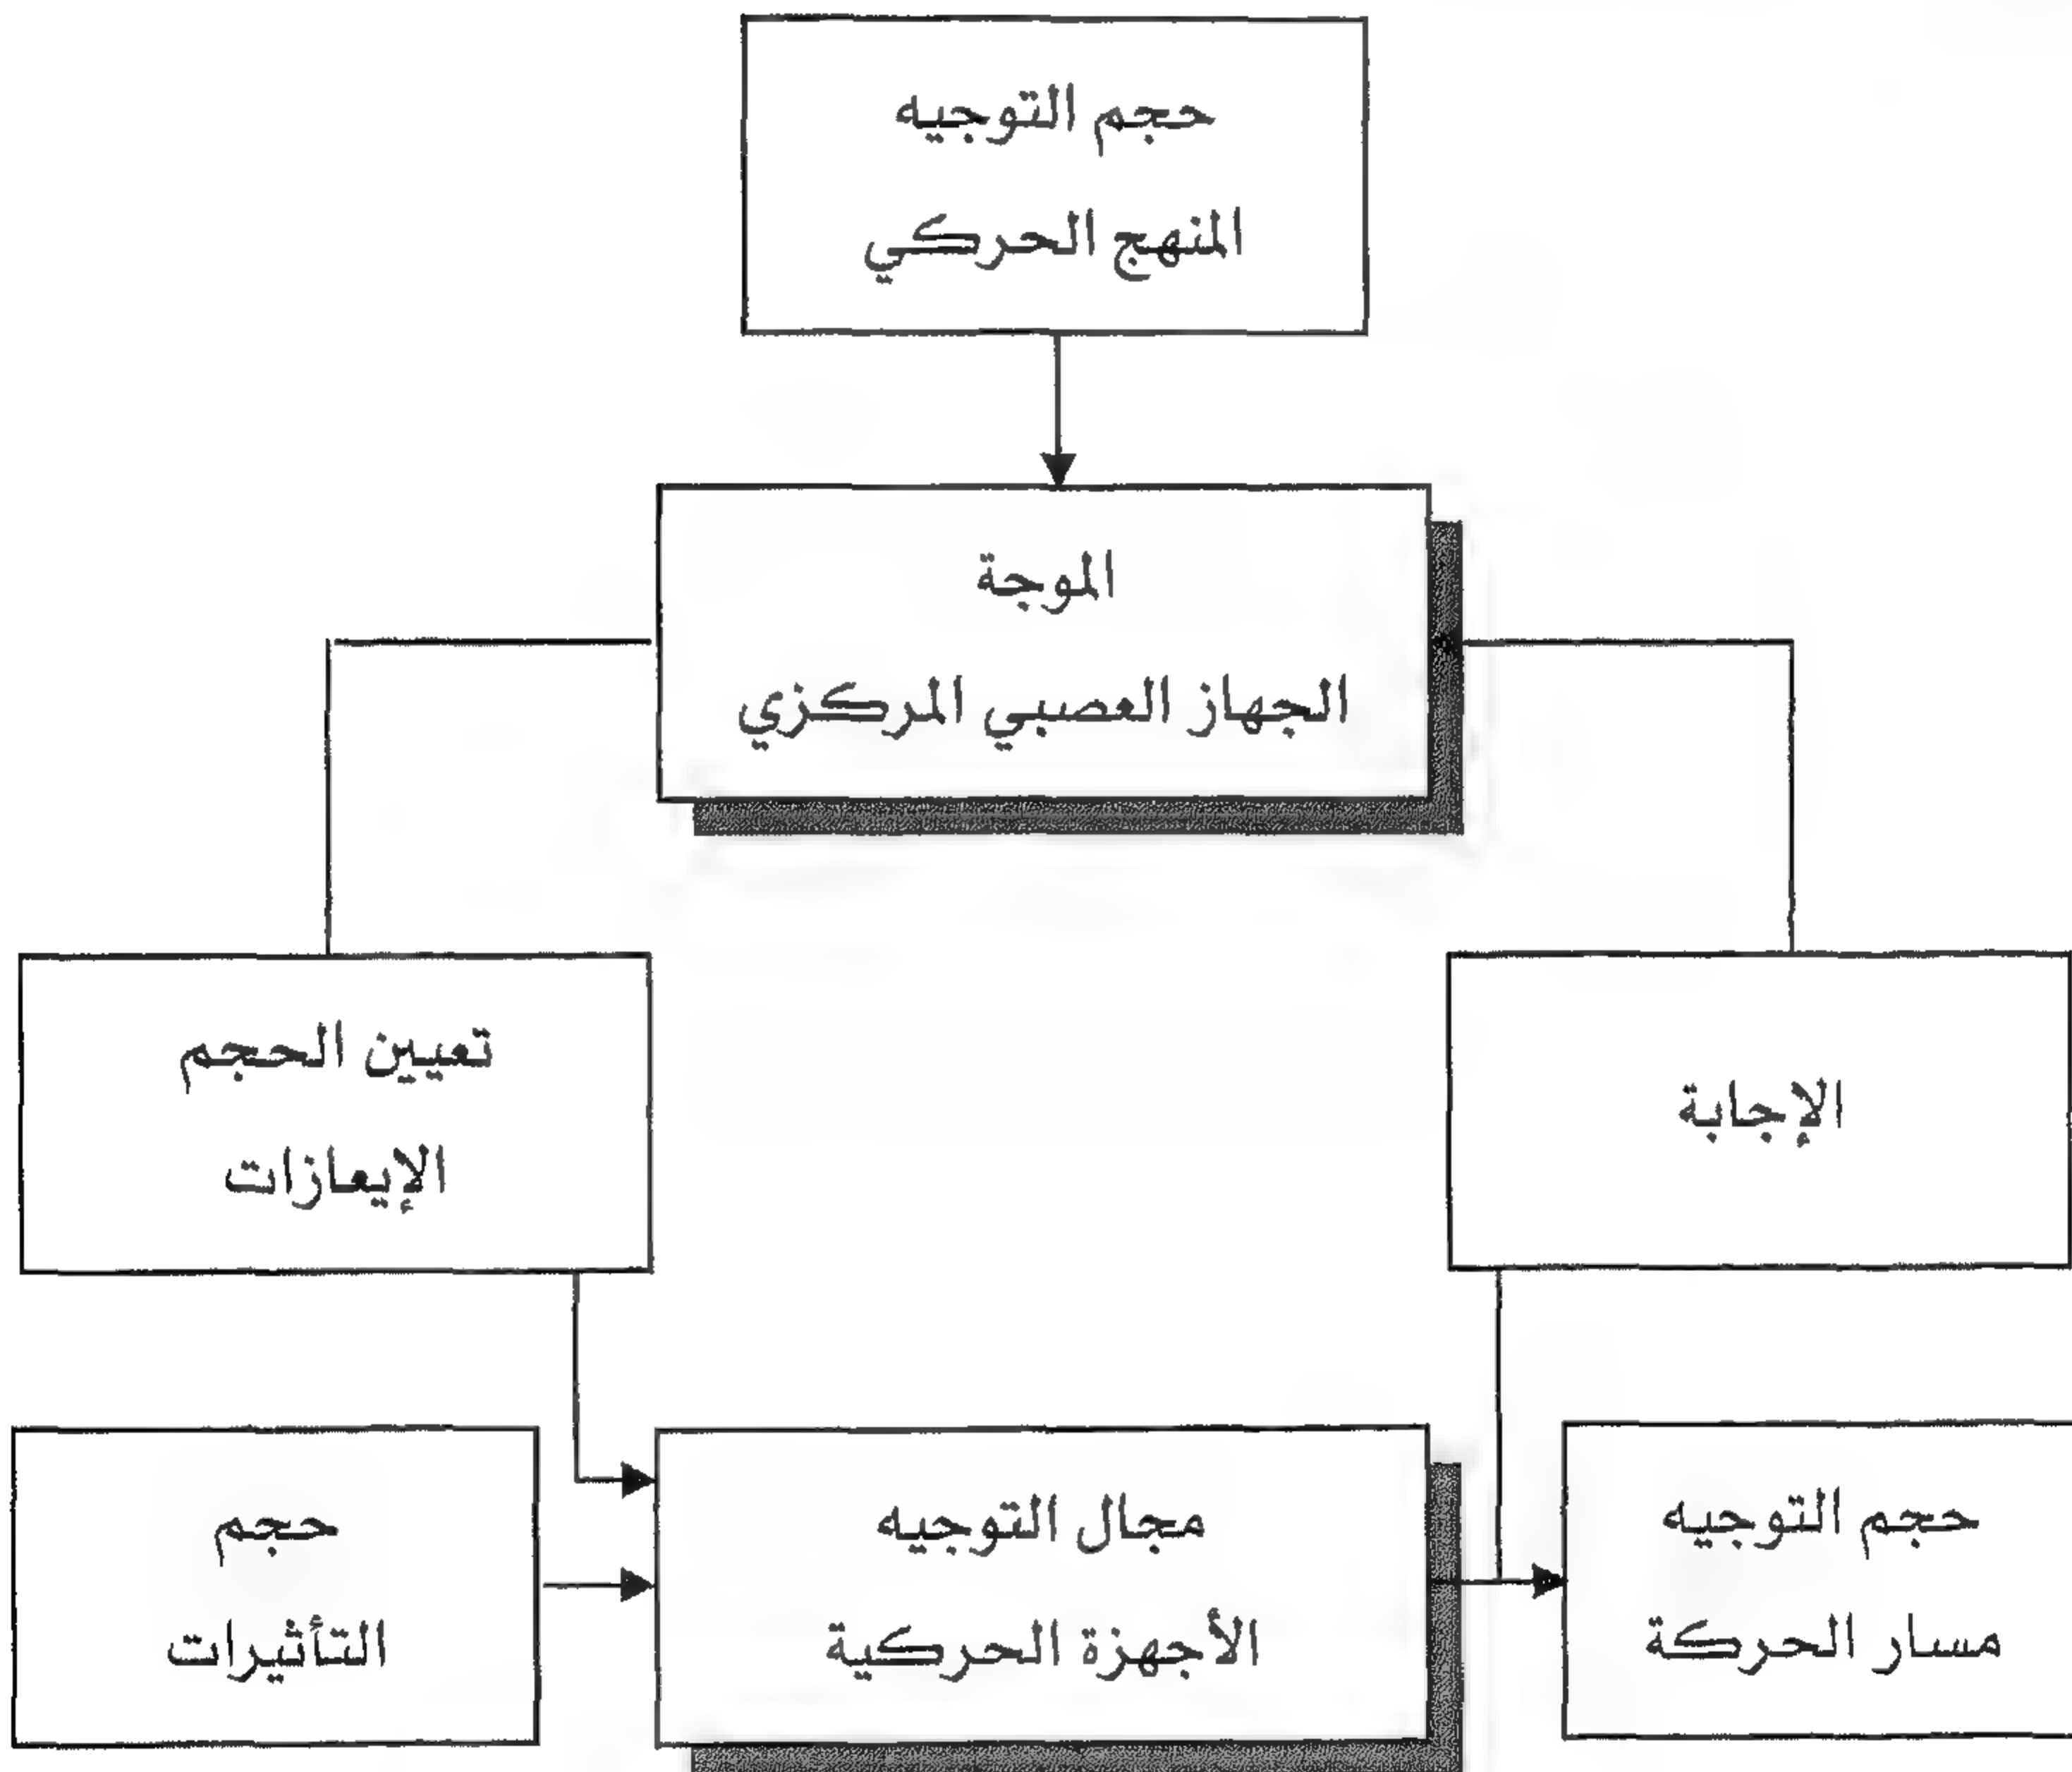 حجم التوجيه
المنهج الحركي
الموجة
الجهاز العصبي المركزي
الإجابة
تعيين الحجم
الإيعازات
حجم التوجيه
مسار الحركة
مجال التوجيه
الأجهزة الحركية
حجم
التأثيرات